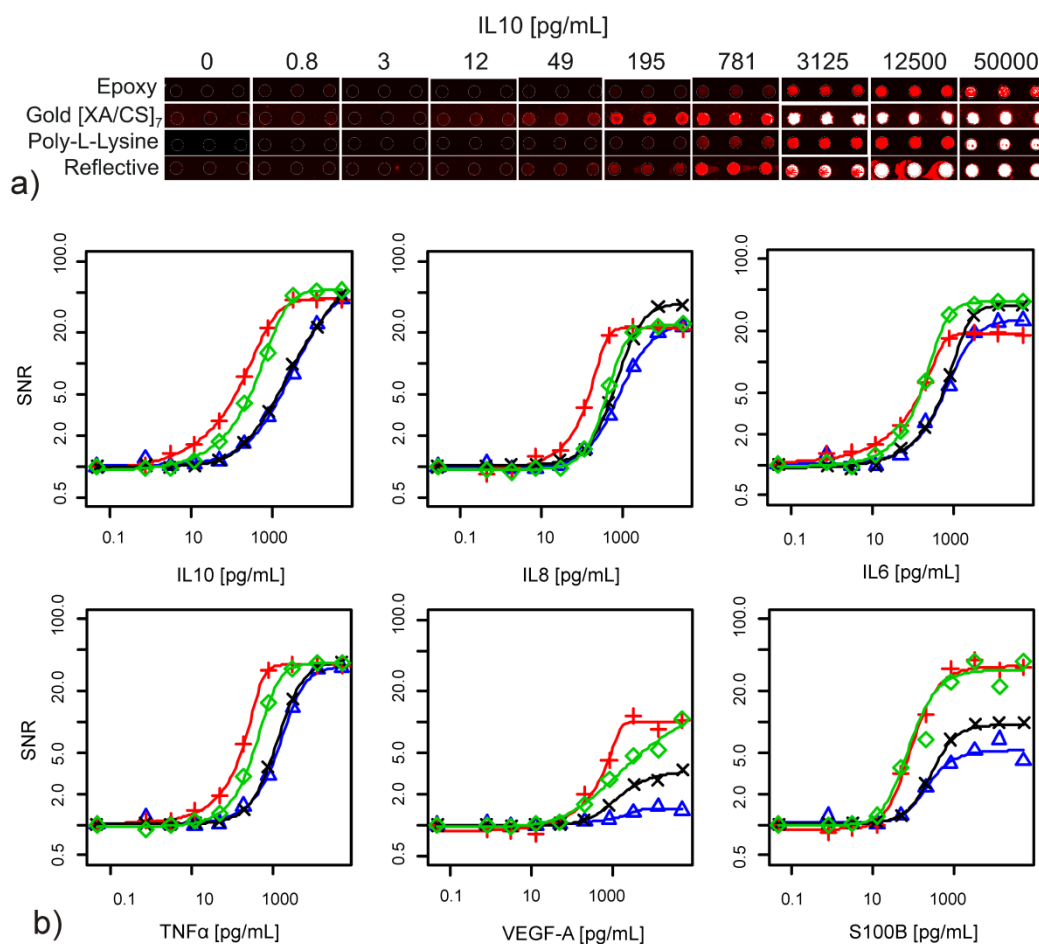 IL10 [pg/mL]
0 0.8 3 12 49 195 781 3125 12500 50000
Epoxy
Gold [XA/CS]₇
Poly-L-Lysine
Reflective
a)
SNR
100.0
20.0
5.0
2.0
0.5
0.1 10 1000
IL10 [pg/mL]
100.0
20.0
5.0
2.0
0.5
0.1 10 1000
IL8 [pg/mL]
100.0
20.0
5.0
2.0
0.5
0.1 10 1000
IL6 [pg/mL]
SNR
100.0
20.0
5.0
2.0
0.5
0.1 10 1000
TNFα [pg/mL]
100.0
20.0
5.0
2.0
0.5
0.1 10 1000
VEGF-A [pg/mL]
100.0
20.0
5.0
2.0
0.5
0.1 10 1000
S100B [pg/mL]
b)